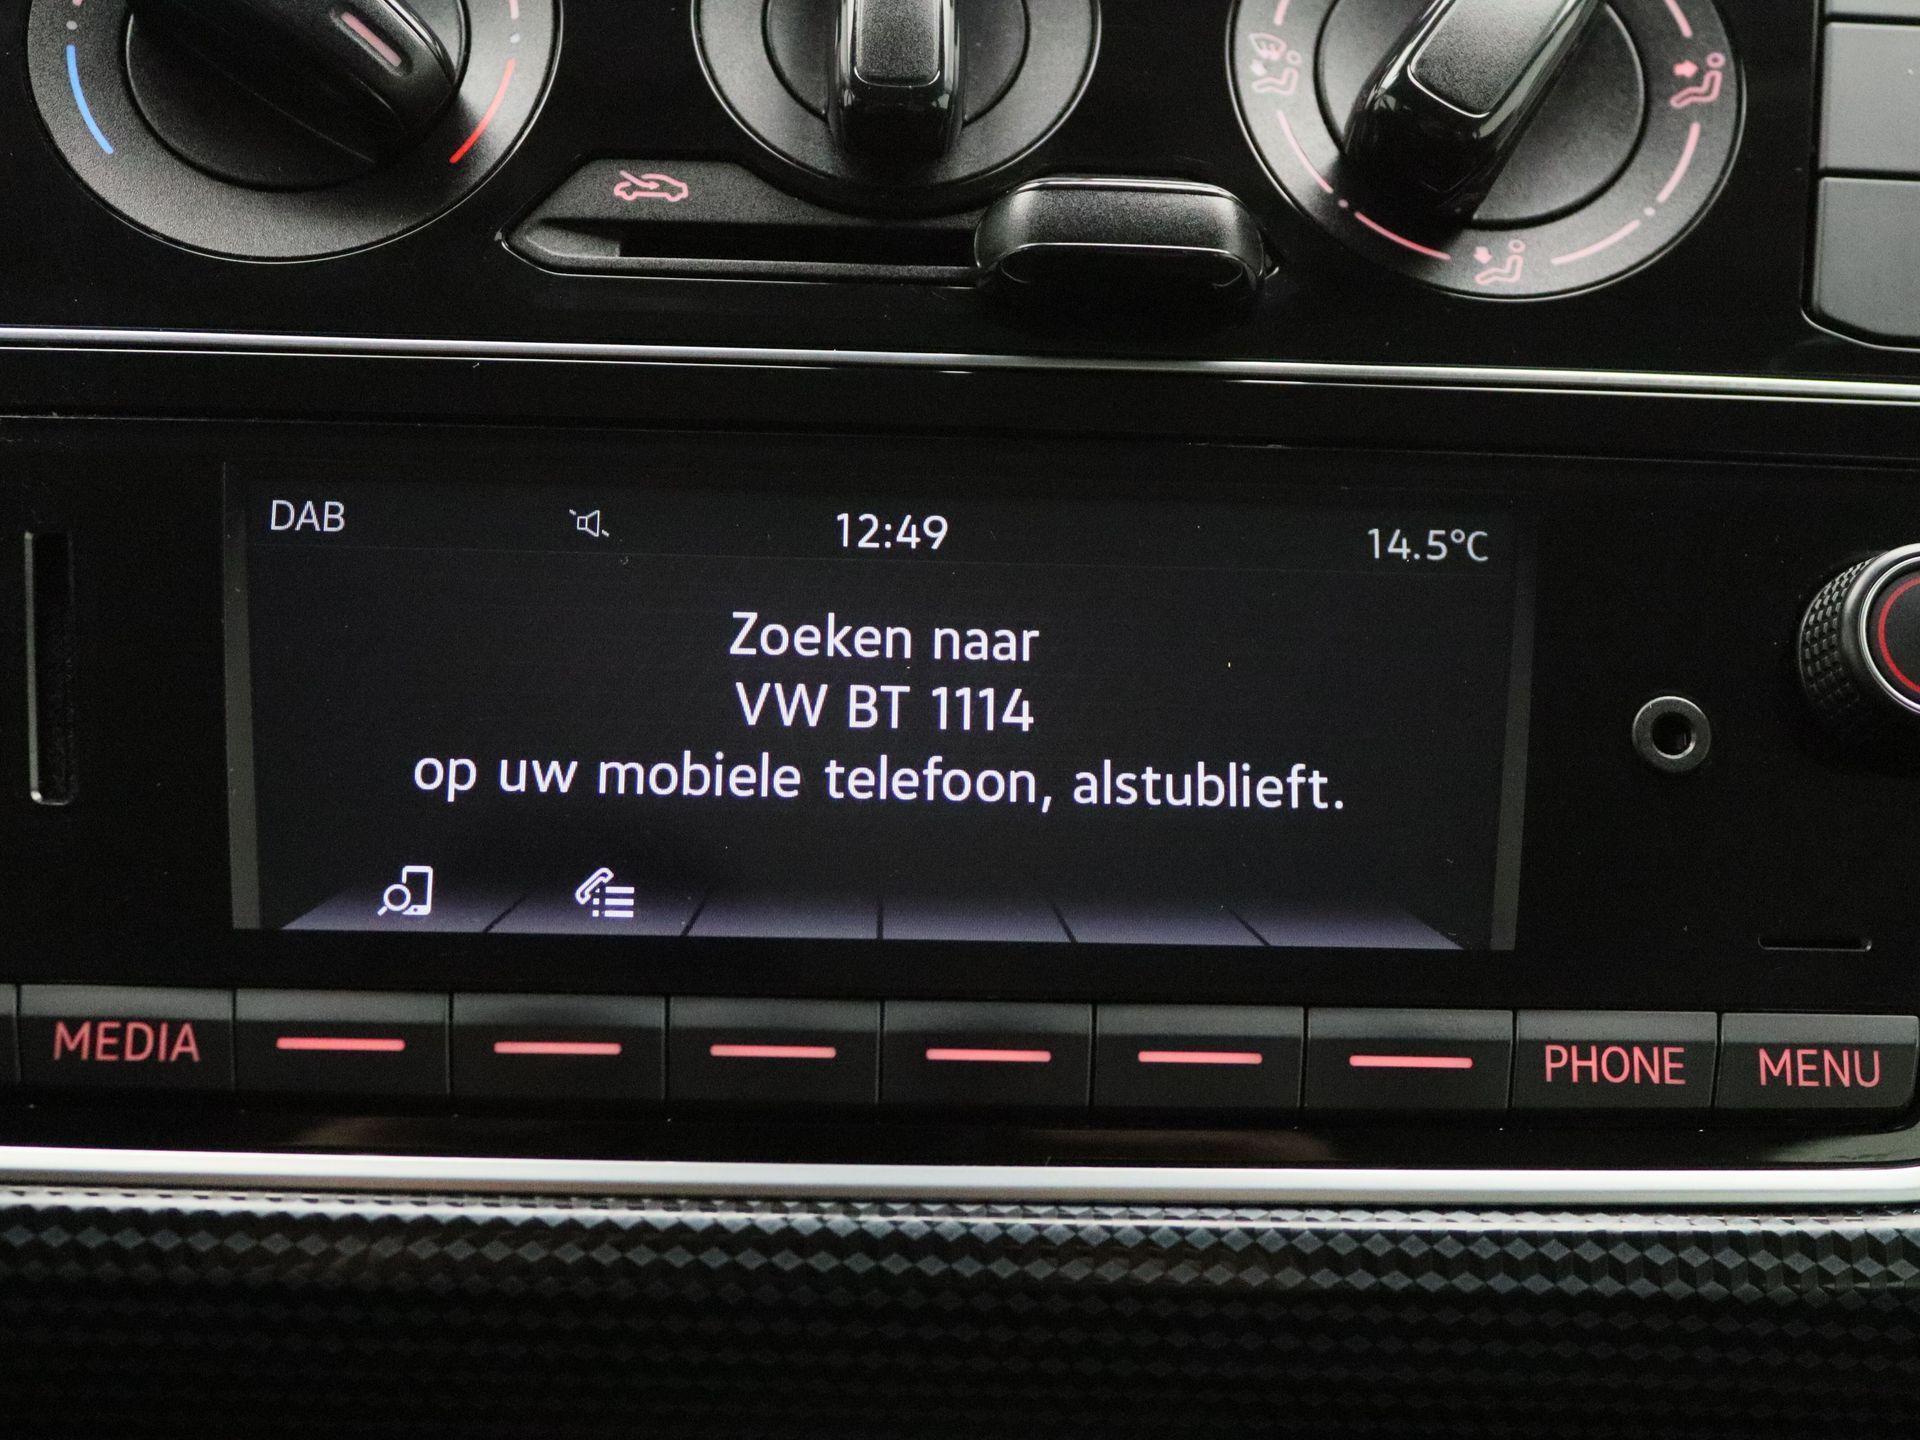 DAB 12:49 14.5°C
Zoeken naar
VW BT 1114
op uw mobiele telefoon, alstublieft.
MEDIA PHONE MENU